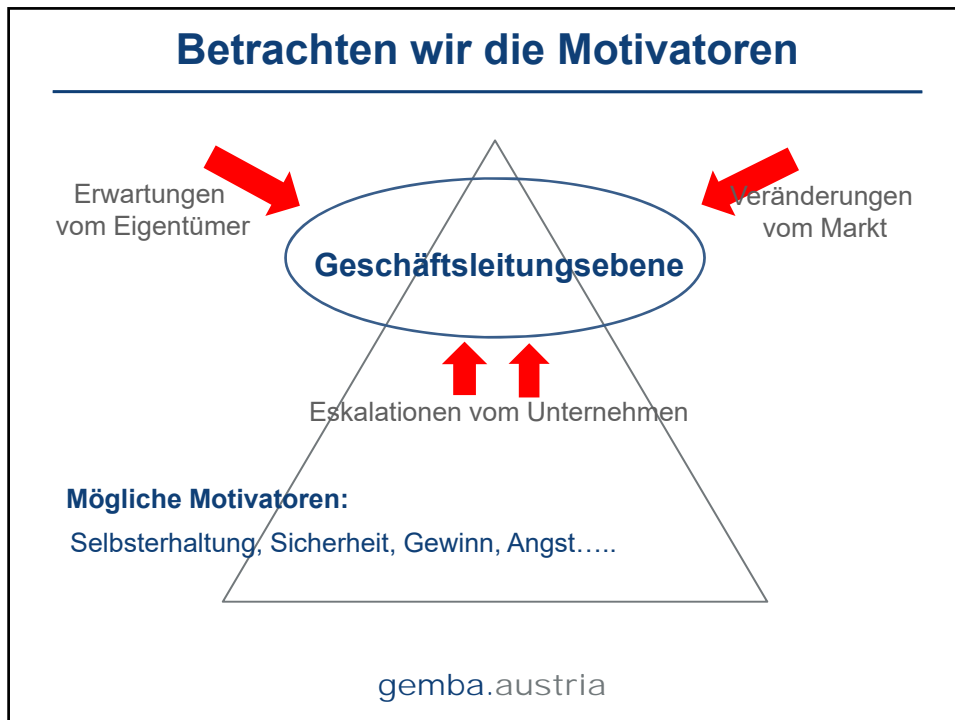 Betrachten wir die Motivatoren
Erwartungen
vom Eigentümer
Veränderungen
vom Markt
Geschäftsleitungsebene
Eskalationen vom Unternehmen
Mögliche Motivatoren:
Selbsterhaltung, Sicherheit, Gewinn, Angst…..
gemba.austria